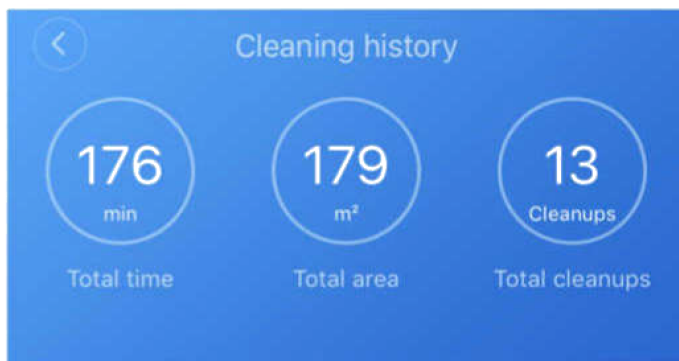 Cleaning history
176
min
Total time
179
m²
Total area
13
Cleanups
Total cleanups